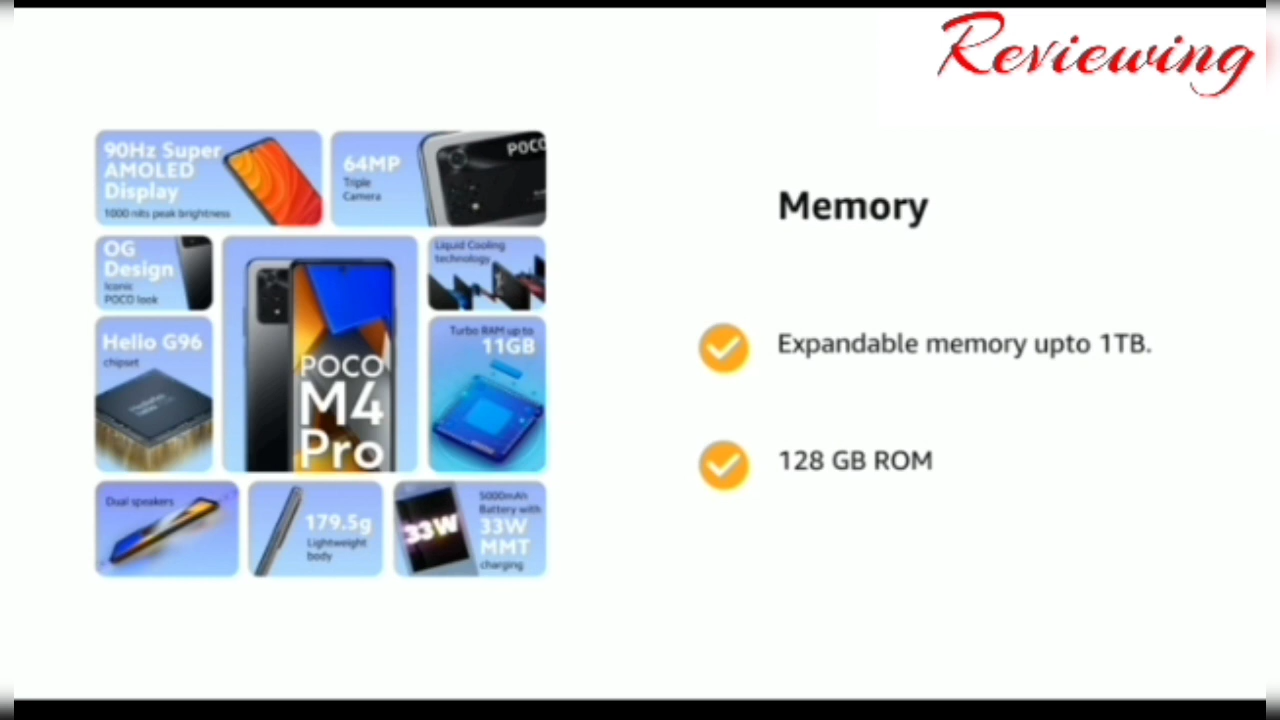 Reviewing
90Hz Super
AMOLED
Display
1000 nits peak brightness
64MP
Triple
Camera
POCO
OG
Design
Iconic
POCO look
Liquid Cooling
technology
Helio G96
chipset
POCO
M4
Pro
Turbo RAM up to
11GB
Dual speakers
179.5g
Lightweight
body
33W
5000mAh
Battery with
33W
MMT
charging
Memory
Expandable memory upto 1TB.
128 GB ROM